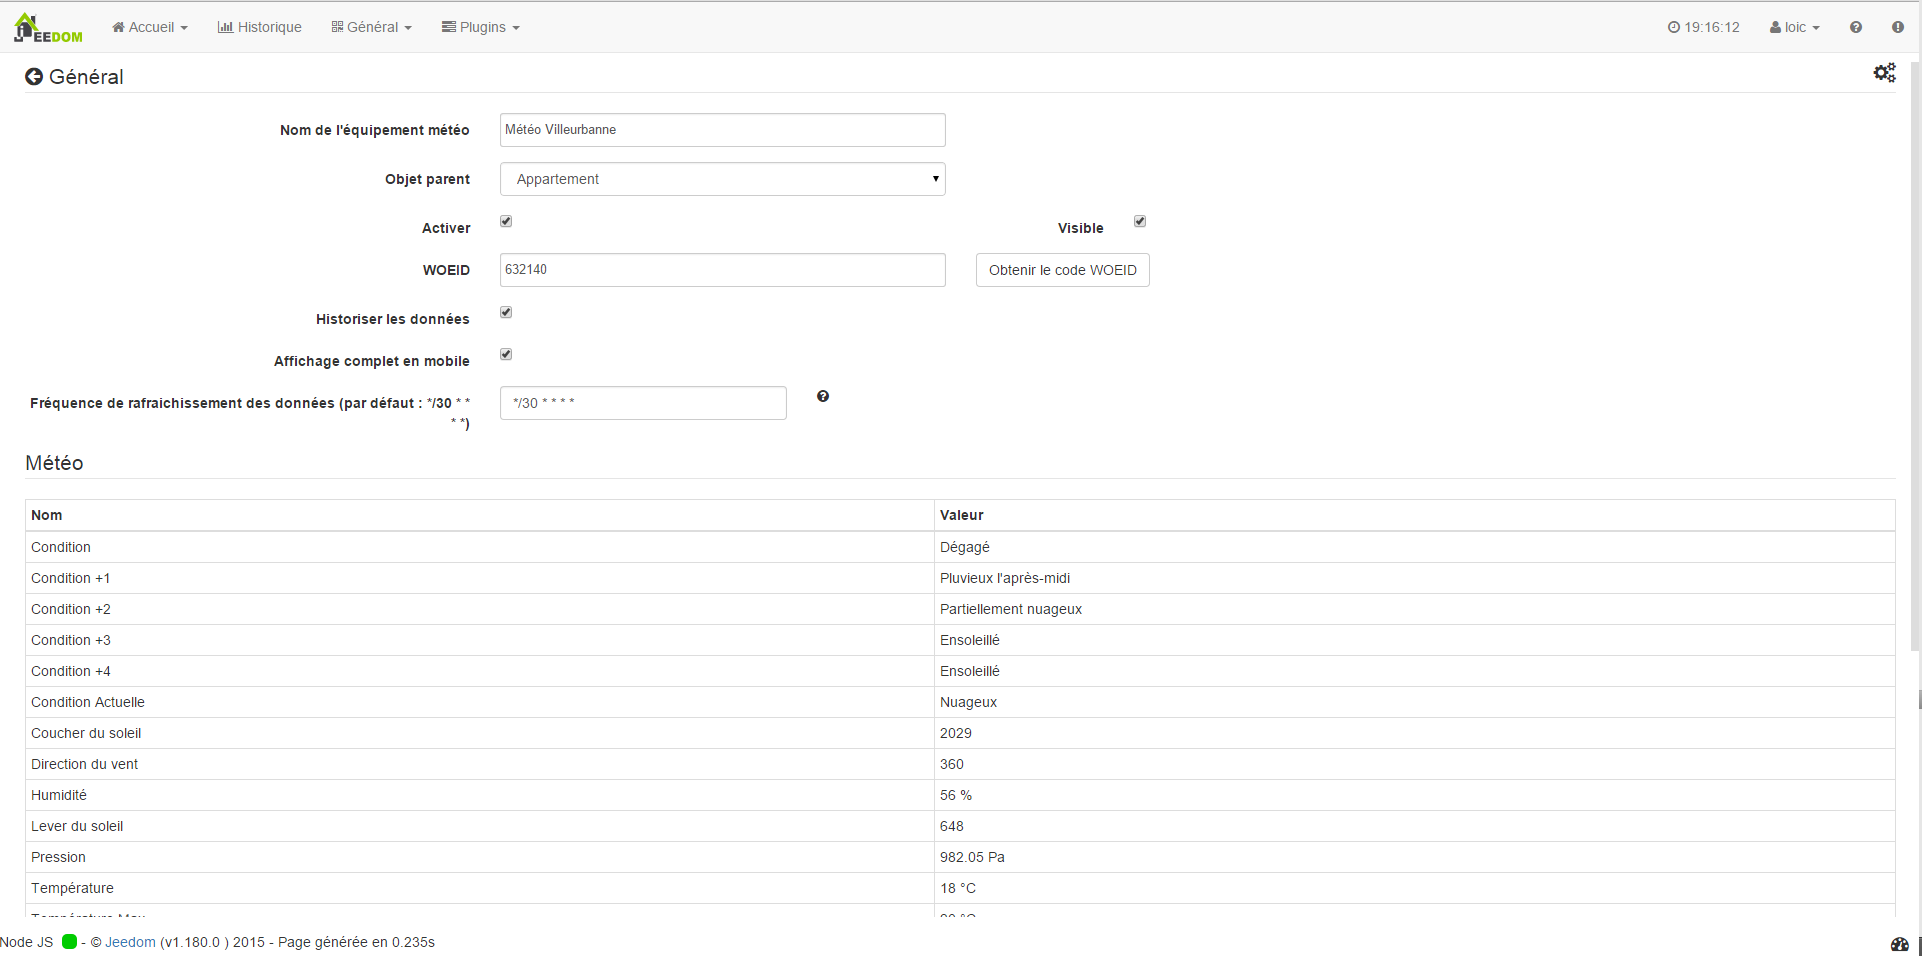 JEEDOM Accueil Historique Général Plugins 19:16:12 loic
Général
Nom de l'équipement météo Météo Villeurbanne
Objet parent Appartement
Activer Visible
WOEID 632140 Obtenir le code WOEID
Historiser les données
Affichage complet en mobile
Fréquence de rafraichissement des données (par défaut : */30 * * */30 * * * *
* *)
Météo
Nom Valeur
Condition Dégagé
Condition +1 Pluvieux l'après-midi
Condition +2 Partiellement nuageux
Condition +3 Ensoleillé
Condition +4 Ensoleillé
Condition Actuelle Nuageux
Coucher du soleil 2029
Direction du vent 360
Humidité 56 %
Lever du soleil 648
Pression 982.05 Pa
Température 18 °C
Température Max
Node JS - © Jeedom (v1.180.0 ) 2015 - Page générée en 0.235s